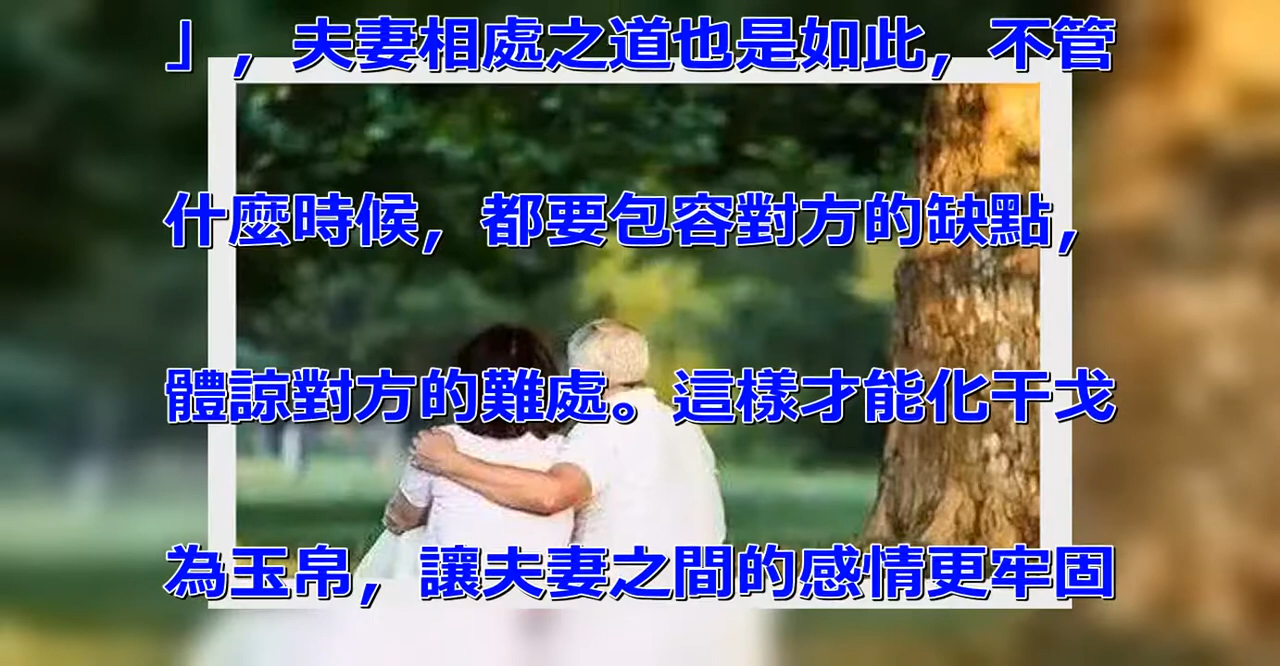 」，夫妻相處之道也是如此，不管
什麼時候，都要包容對方的缺點，
體諒對方的難處。這樣才能化干戈
為玉帛，讓夫妻之間的感情更牢固